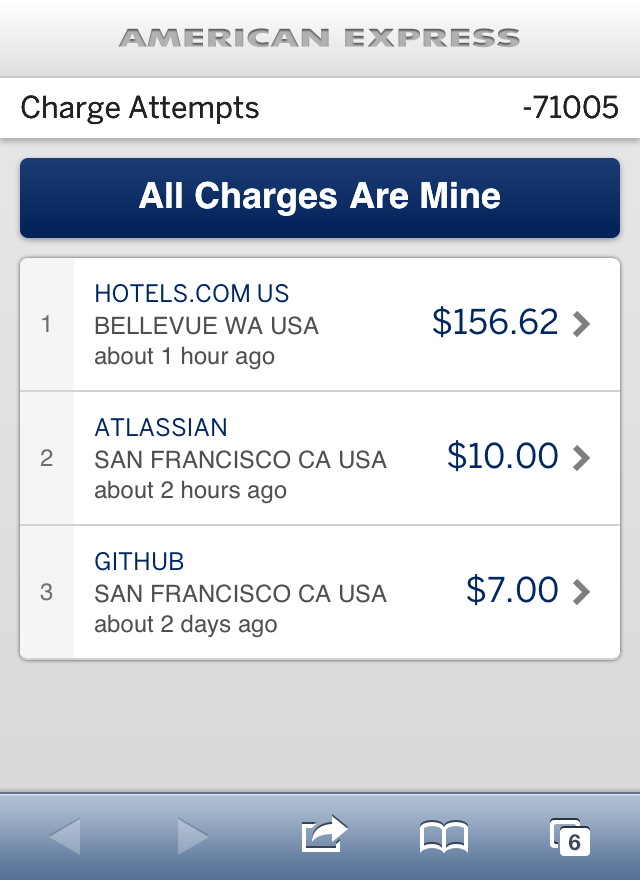 AMERICAN EXPRESS
Charge Attempts -71005
All Charges Are Mine
1
HOTELS.COM US
BELLEVUE WA USA
about 1 hour ago
$156.62
2
ATLASSIAN
SAN FRANCISCO CA USA
about 2 hours ago
$10.00
3
GITHUB
SAN FRANCISCO CA USA
about 2 days ago
$7.00
6